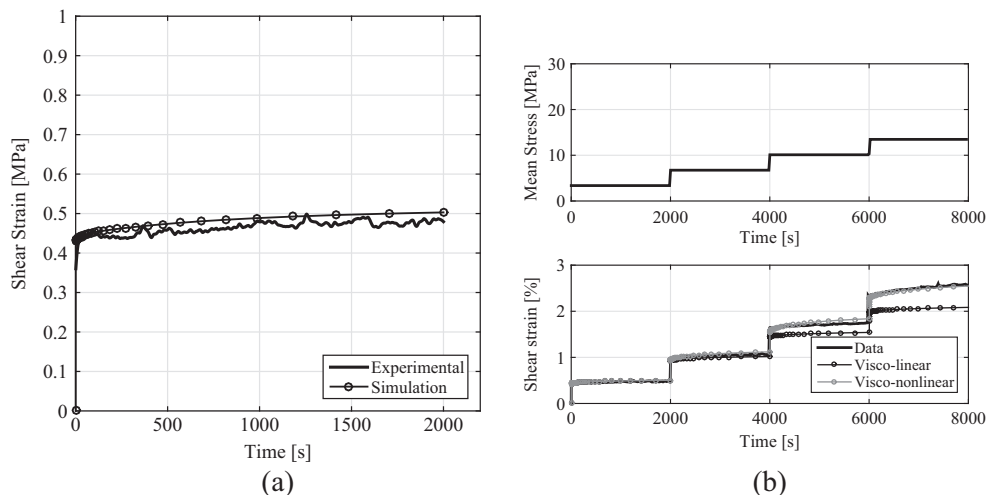 1
0.9
0.8
0.7
0.6
0.5
0.4
0.3
0.2
0.1
0
Shear Strain [MPa]
0 500 1000 1500 2000
Time [s]
Experimental
Simulation
(a)
30
20
10
0
Mean Stress [MPa]
0 2000 4000 6000 8000
Time [s]
3
2
1
0
Shear strain [%]
Data
Visco-linear
Visco-nonlinear
0 2000 4000 6000 8000
Time [s]
(b)